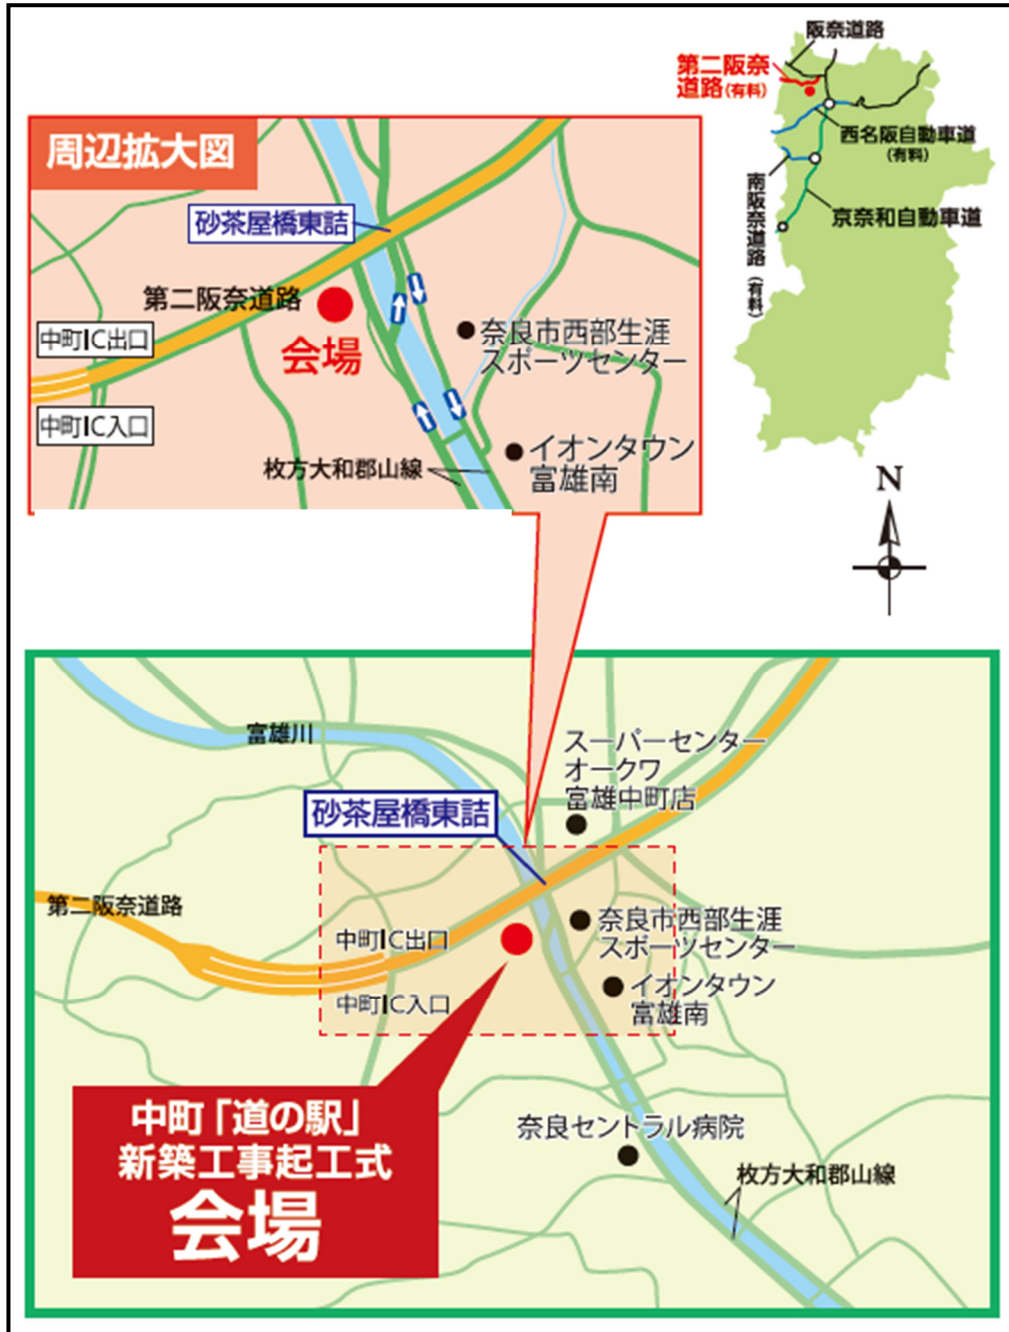 阪奈道路
第二阪奈
道路(有料)
西名阪自動車道
(有料)
南阪奈道路(有料)
京奈和自動車道
周辺拡大図
砂茶屋橋東詰
第二阪奈道路
会場
中町IC出口
中町IC入口
奈良市西部生涯
スポーツセンター
イオンタウン
富雄南
枚方大和郡山線
N
富雄川
スーパーセンター
オークワ
富雄中町店
砂茶屋橋東詰
第二阪奈道路
中町IC出口
中町IC入口
奈良市西部生涯
スポーツセンター
イオンタウン
富雄南
中町「道の駅」
新築工事起工式
会場
奈良セントラル病院
枚方大和郡山線